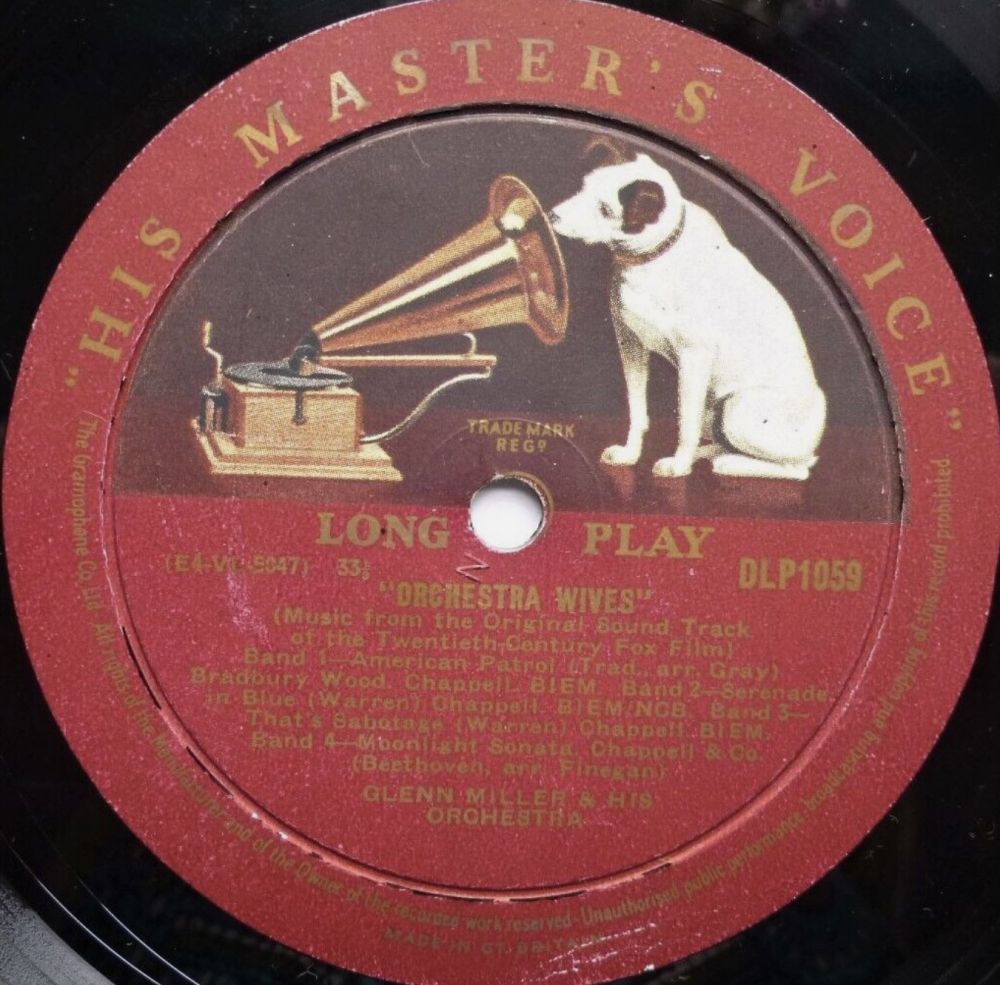 "HIS MASTER'S VOICE"
TRADE MARK
REGD
LONG PLAY
33⅓
DLP1059
"ORCHESTRA WIVES"
(Music from the Original Sound Track
of the Twentieth-Century Fox Film)
Band 1—American Patrol (Trad., arr. Gray)
Bradbury Wood. Chappell. BIEM. Band 2—Serenade
in Blue (Warren) Chappell. BIEM/NCB. Band 3—
That's Sabotage (Warren) Chappell. BIEM.
Band 4—Moonlight Sonata. Chappell & Co.
(Beethoven, arr. Finegan)
GLENN MILLER & HIS
ORCHESTRA
The Gramophone Co. Ltd. All rights of the Manufacturer and of the Owner of the recorded work reserved · Unauthorised public performance, broadcasting and copying of this record prohibited
MADE IN GT. BRITAIN